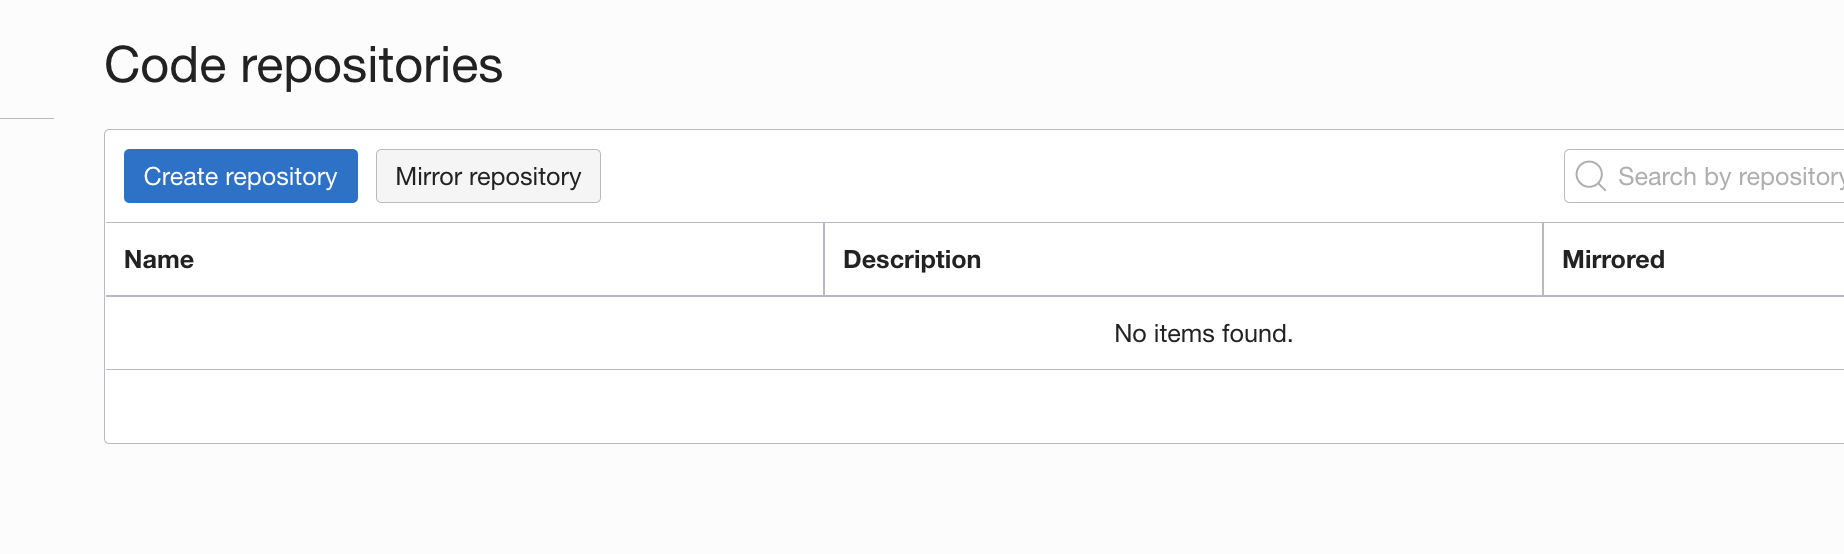 Code repositories
Create repository Mirror repository Search by repository
Name Description Mirrored
No items found.